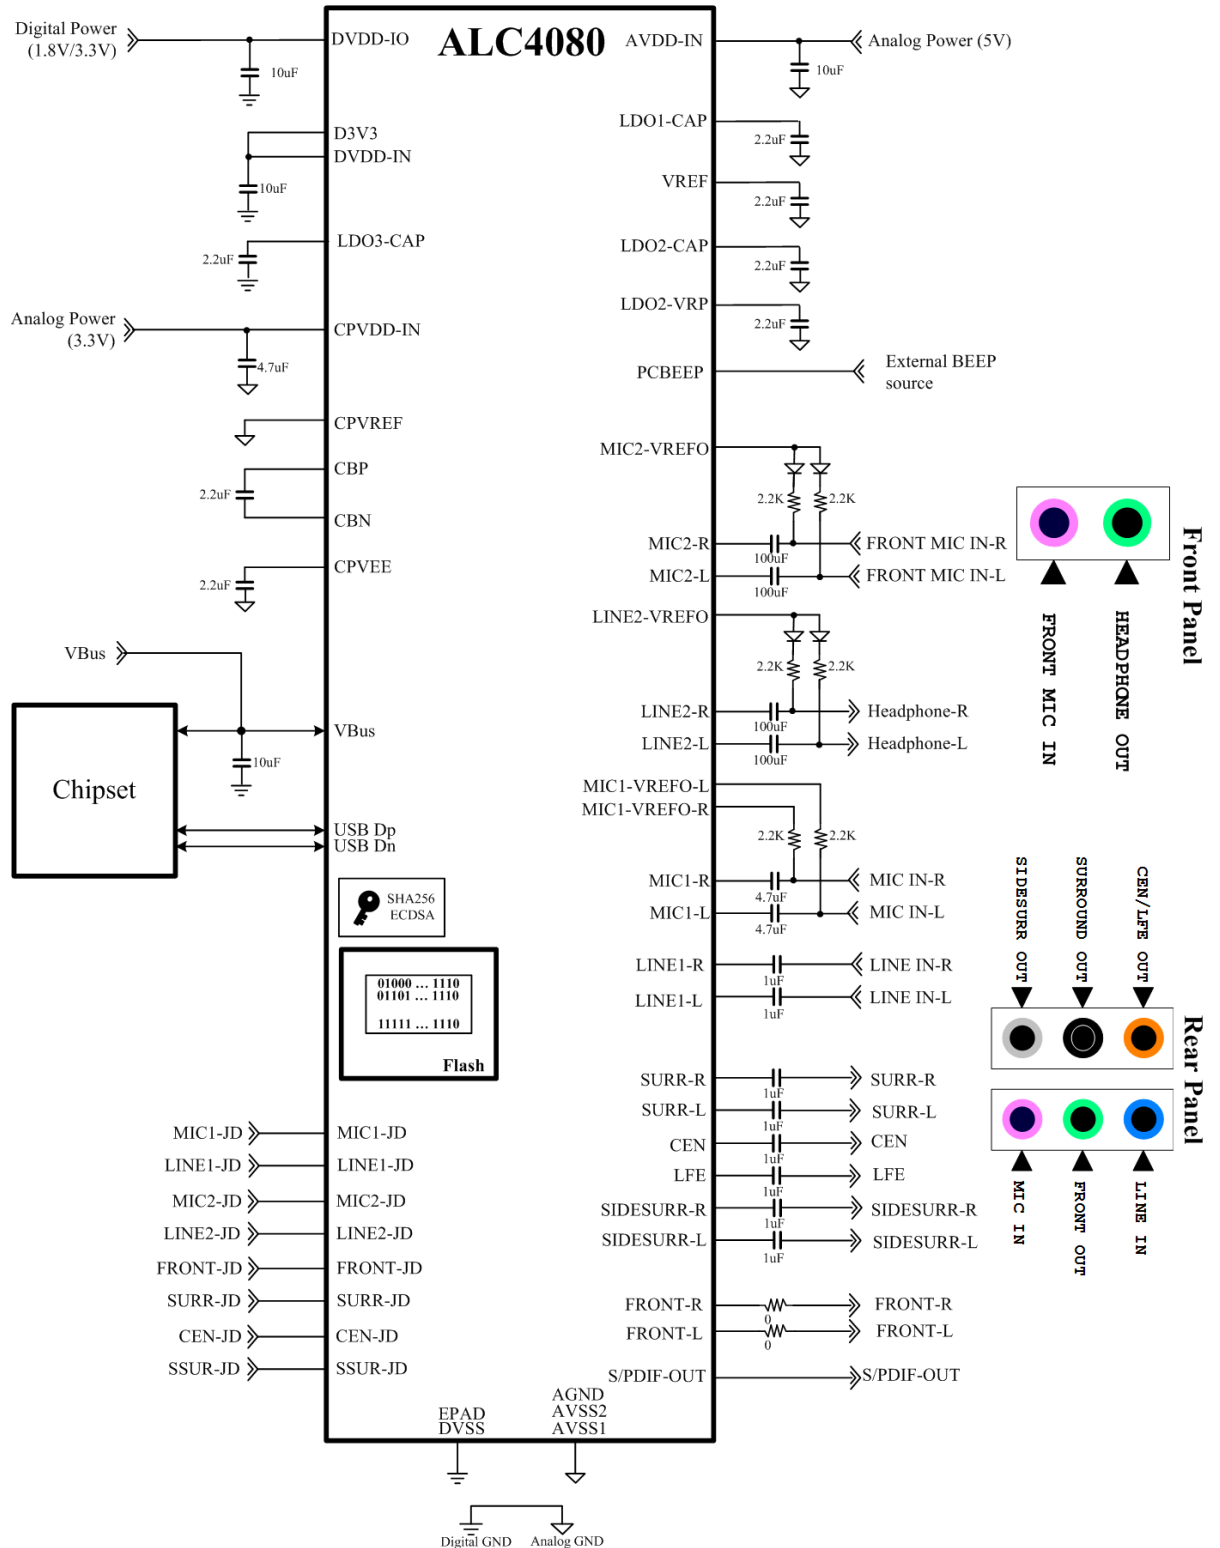 ALC4080
Digital Power
(1.8V/3.3V)
DVDD-IO
10uF
D3V3
DVDD-IN
10uF
LDO3-CAP
2.2uF
Analog Power
(3.3V)
CPVDD-IN
4.7uF
CPVREF
CBP
2.2uF
CBN
CPVEE
2.2uF
VBus
VBus
10uF
Chipset
USB Dp
USB Dn
SHA256
ECDSA
01000 ... 1110
01101 ... 1110
11111 ... 1110
Flash
MIC1-JD
MIC1-JD
LINE1-JD
LINE1-JD
MIC2-JD
MIC2-JD
LINE2-JD
LINE2-JD
FRONT-JD
FRONT-JD
SURR-JD
SURR-JD
CEN-JD
CEN-JD
SSUR-JD
SSUR-JD
EPAD
DVSS
AGND
AVSS2
AVSS1
Digital GND
Analog GND
AVDD-IN
Analog Power (5V)
10uF
LDO1-CAP
2.2uF
VREF
2.2uF
LDO2-CAP
2.2uF
LDO2-VRP
2.2uF
PCBEEP
External BEEP
source
MIC2-VREFO
2.2K
2.2K
MIC2-R
100uF
FRONT MIC IN-R
MIC2-L
100uF
FRONT MIC IN-L
LINE2-VREFO
2.2K
2.2K
LINE2-R
100uF
Headphone-R
LINE2-L
100uF
Headphone-L
MIC1-VREFO-L
MIC1-VREFO-R
2.2K
2.2K
MIC1-R
4.7uF
MIC IN-R
MIC1-L
4.7uF
MIC IN-L
LINE1-R
1uF
LINE IN-R
LINE1-L
1uF
LINE IN-L
SURR-R
1uF
SURR-R
SURR-L
1uF
SURR-L
CEN
1uF
CEN
LFE
1uF
LFE
SIDESURR-R
1uF
SIDESURR-R
SIDESURR-L
1uF
SIDESURR-L
FRONT-R
0
FRONT-R
FRONT-L
0
FRONT-L
S/PDIF-OUT
S/PDIF-OUT
Front Panel
FRONT MIC IN
HEADPHONE OUT
Rear Panel
SIDESURR OUT
SURROUND OUT
CEN/LFE OUT
MIC IN
FRONT OUT
LINE IN